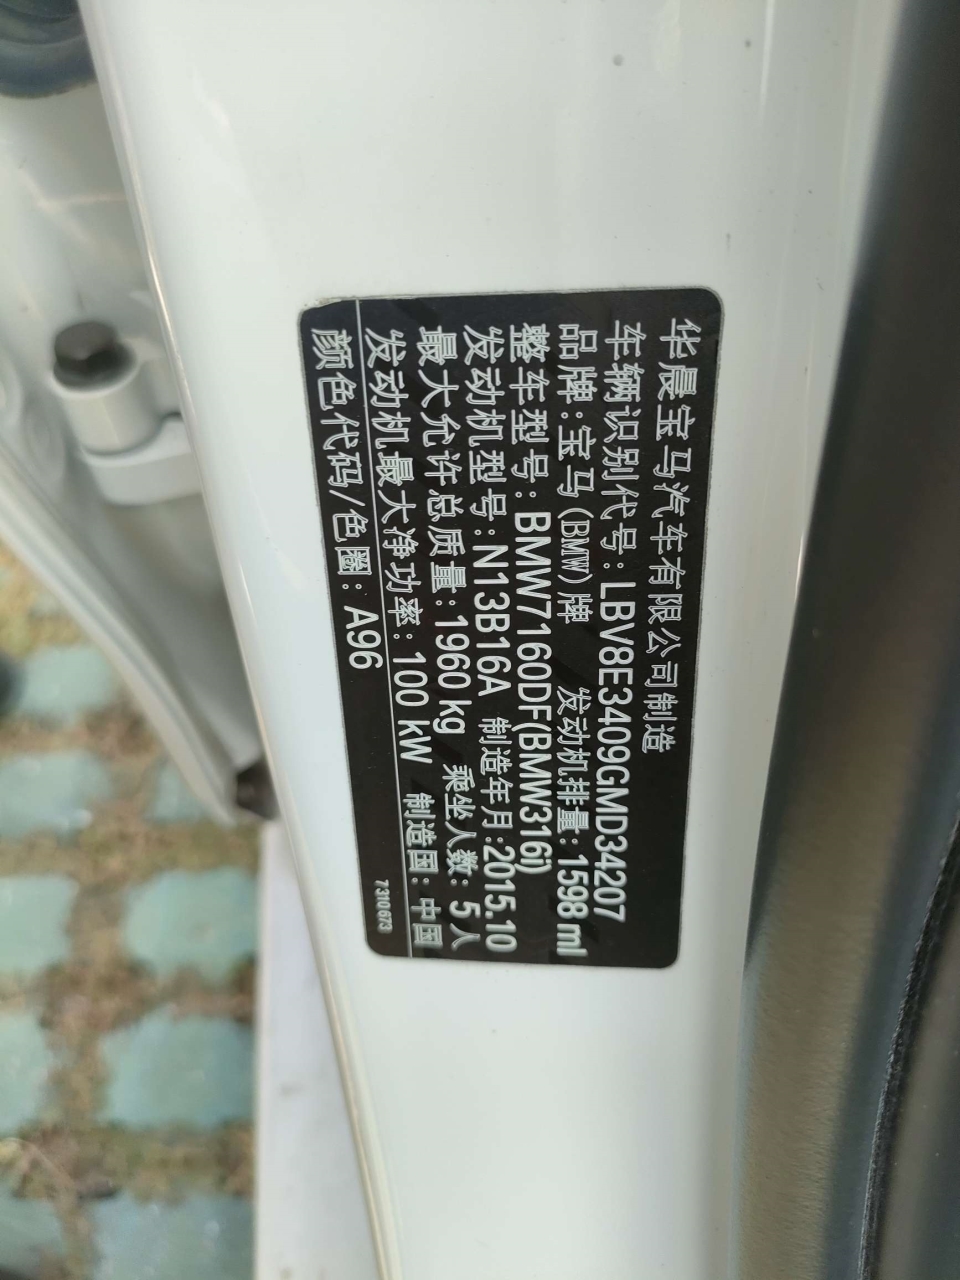 华晨宝马汽车有限公司制造
车辆识别代号:LBV8E3409GMD34207
品牌:宝马(BMW)牌 发动机排量:1598 ml
整车型号:BMW7160DF(BMW316i)
发动机型号:N13B16A 制造年月:2015.10
最大允许总质量:1960 kg 乘坐人数:5人
发动机最大净功率:100 kW 制造国:中国
颜色代码/色圈:A96
7310673